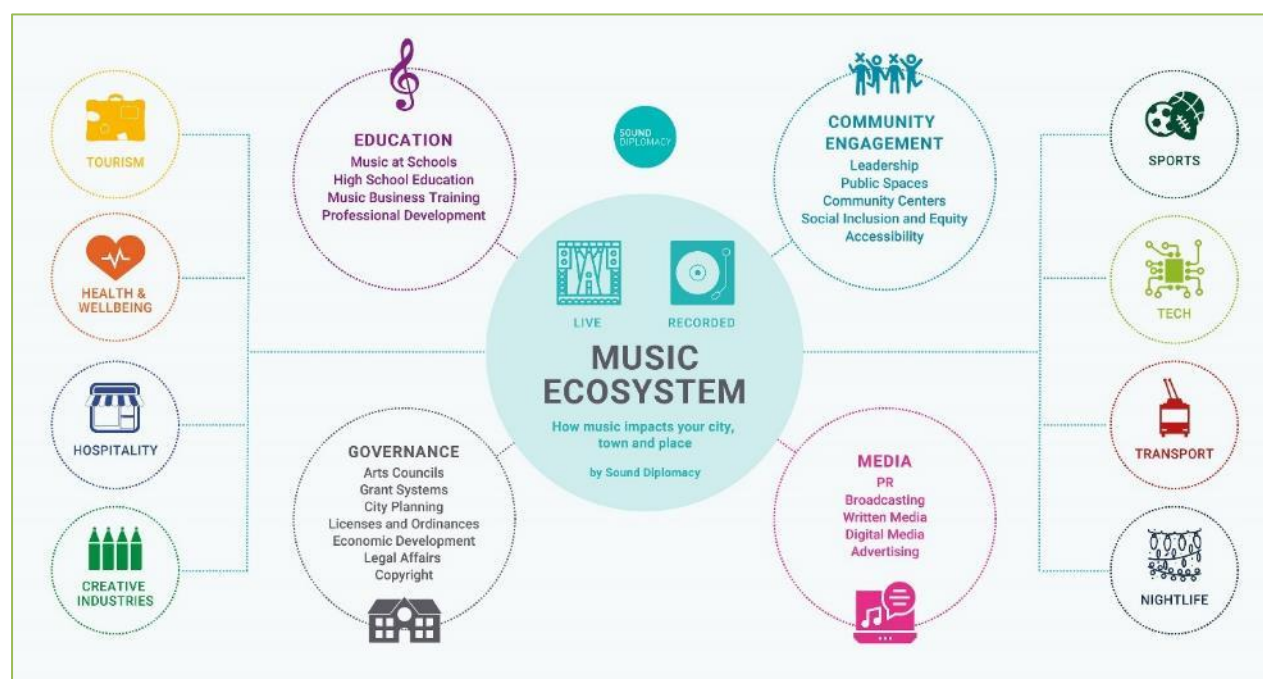 TOURISM
HEALTH &
WELLBEING
HOSPITALITY
CREATIVE
INDUSTRIES
EDUCATION
Music at Schools
High School Education
Music Business Training
Professional Development
GOVERNANCE
Arts Councils
Grant Systems
City Planning
Licenses and Ordinances
Economic Development
Legal Affairs
Copyright
SOUND
DIPLOMACY
LIVE
RECORDED
MUSIC
ECOSYSTEM
How music impacts your city,
town and place
by Sound Diplomacy
COMMUNITY
ENGAGEMENT
Leadership
Public Spaces
Community Centers
Social Inclusion and Equity
Accessibility
MEDIA
PR
Broadcasting
Written Media
Digital Media
Advertising
SPORTS
TECH
TRANSPORT
NIGHTLIFE